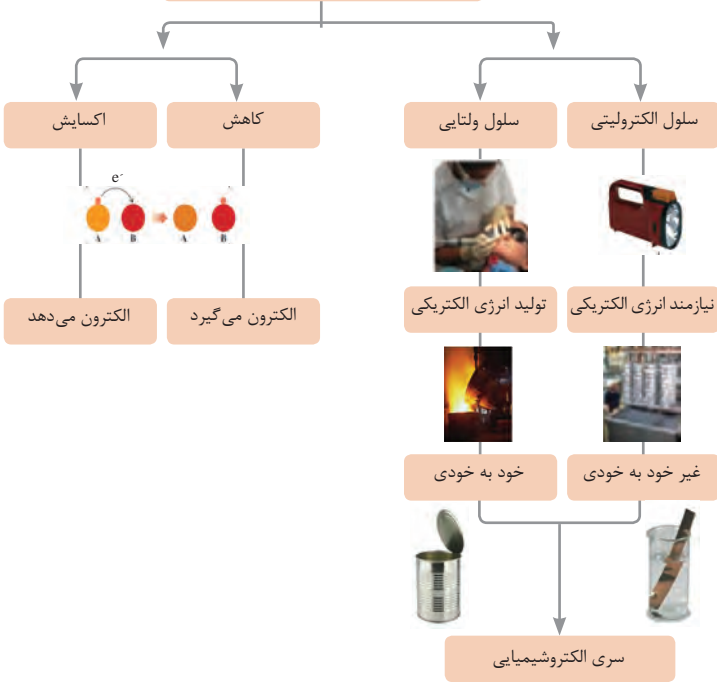 سلول الکترولیتی
سلول ولتایی
کاهش
اکسایش
e-
A
B
A
B
نیازمند انرژی الکتریکی
تولید انرژی الکتریکی
الکترون می‌گیرد
الکترون می‌دهد
غیر خود به خودی
خود به خودی
سری الکتروشیمیایی